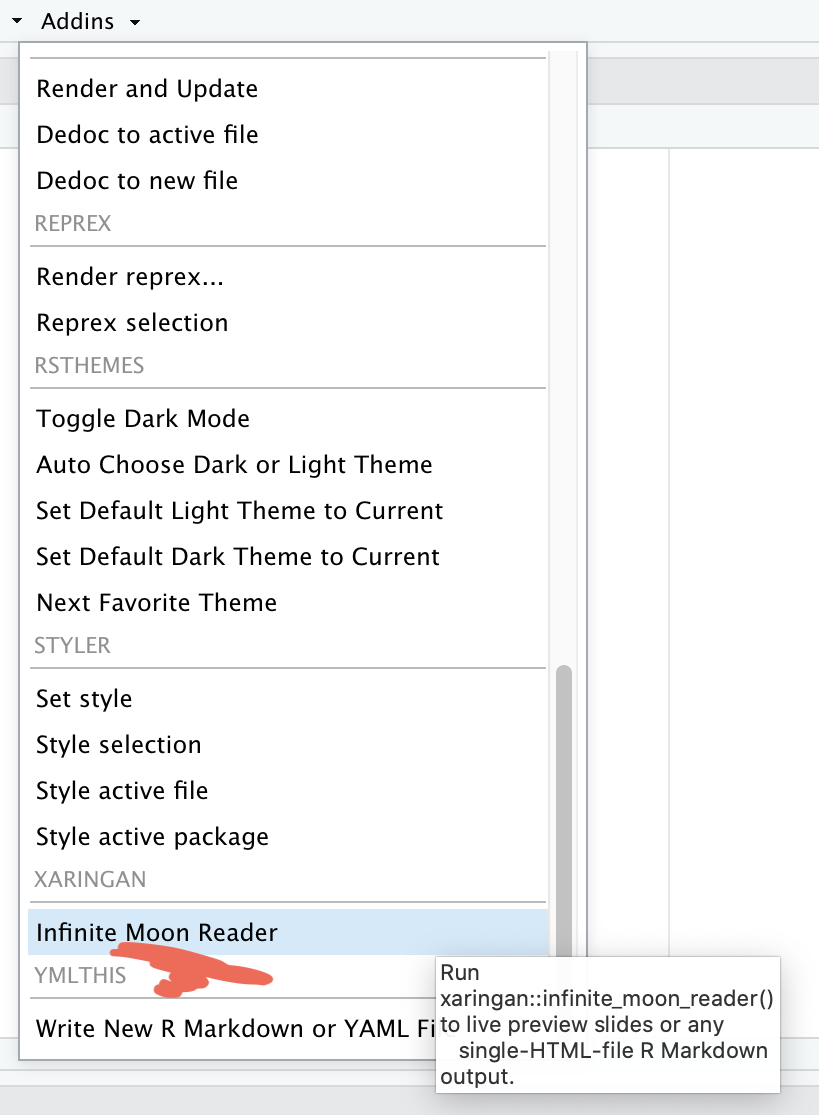 Addins
Render and Update
Dedoc to active file
Dedoc to new file
REPREX
Render reprex...
Reprex selection
RSTHEMES
Toggle Dark Mode
Auto Choose Dark or Light Theme
Set Default Light Theme to Current
Set Default Dark Theme to Current
Next Favorite Theme
STYLER
Set style
Style selection
Style active file
Style active package
XARINGAN
Infinite Moon Reader
YMLTHIS
Write New R Markdown or YAML Fi
Run
xaringan::infinite_moon_reader()
to live preview slides or any
single-HTML-file R Markdown
output.